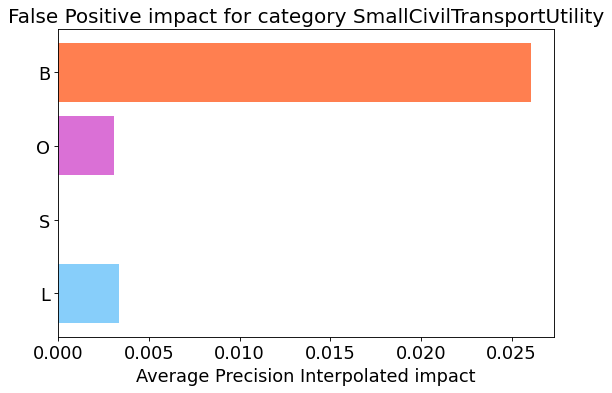 False Positive impact for category SmallCivilTransportUtility
B
O
S
L
0.000 0.005 0.010 0.015 0.020 0.025
Average Precision Interpolated impact